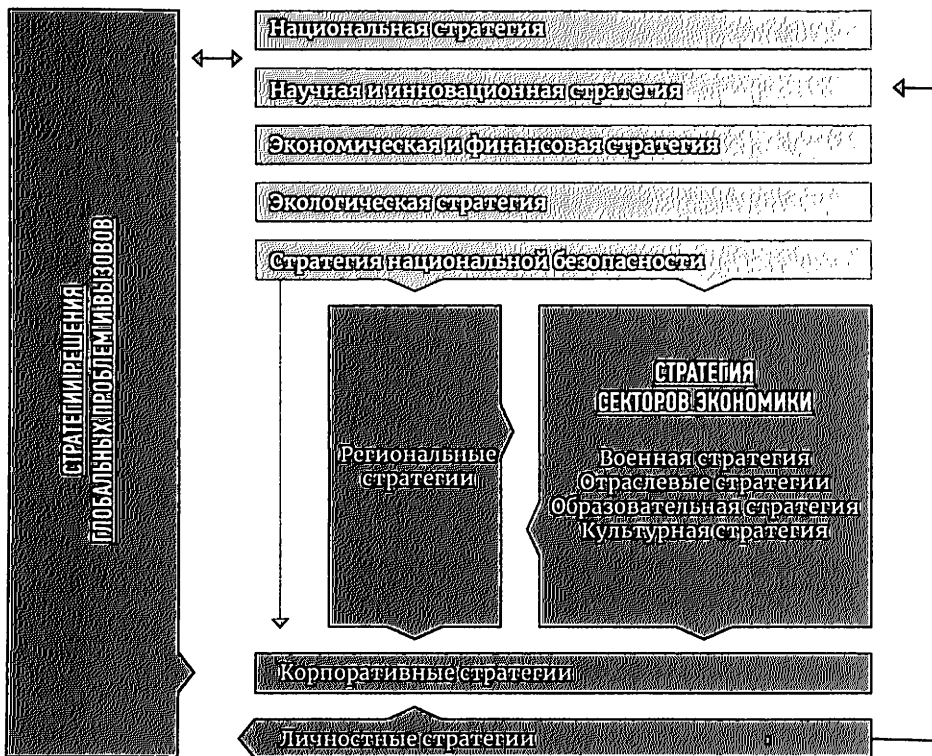 СТРАТЕГИИ РЕШЕНИЯ
ГЛОБАЛЬНЫХ ПРОБЛЕМ И ВЫЗОВОВ
Национальная стратегия
Научная и инновационная стратегия
Экономическая и финансовая стратегия
Экологическая стратегия
Стратегия национальной безопасности
Региональные
стратегии
СТРАТЕГИЯ
СЕКТОРОВ ЭКОНОМИКИ
Военная стратегия
Отраслевые стратегии
Образовательная стратегия
Культурная стратегия
Корпоративные стратегии
Личностные стратегии